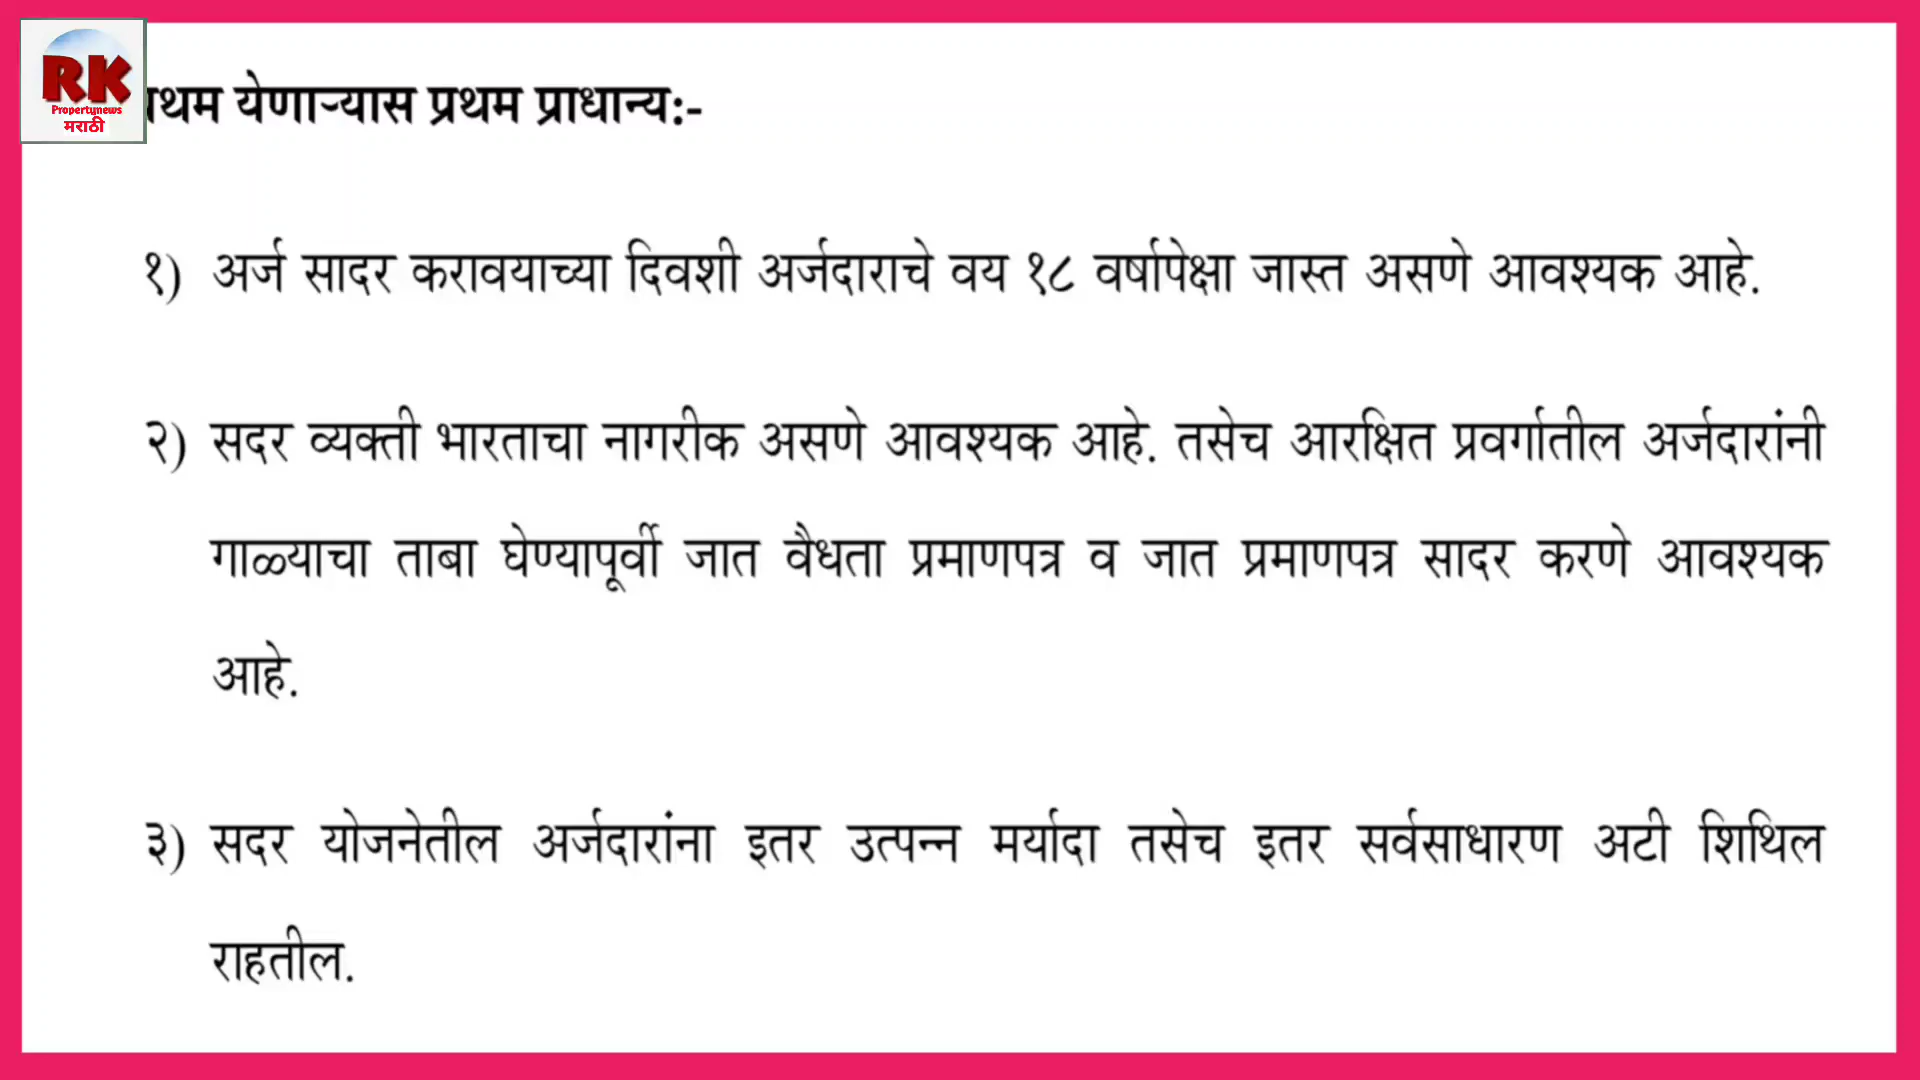 RK
Propertynews
मराठी
येणाऱ्यास प्रथम प्राधान्य:-
१) अर्ज सादर करावयाच्या दिवशी अर्जदाराचे वय १८ वर्षापेक्षा जास्त असणे आवश्यक आहे.
२) सदर व्यक्ती भारताचा नागरीक असणे आवश्यक आहे. तसेच आरक्षित प्रवर्गातील अर्जदारांनी
गाळ्याचा ताबा घेण्यापूर्वी जात वैधता प्रमाणपत्र व जात प्रमाणपत्र सादर करणे आवश्यक
आहे.
३) सदर योजनेतील अर्जदारांना इतर उत्पन्न मर्यादा तसेच इतर सर्वसाधारण अटी शिथिल
राहतील.